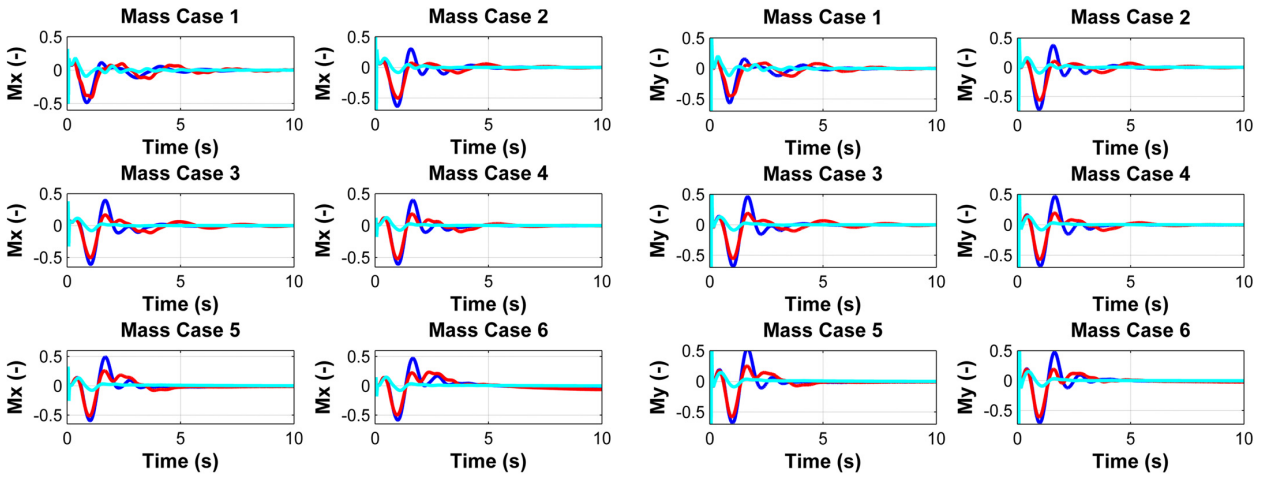 Mass Case 1
0.5
0
-0.5
Mx (-)
0 5 10
Time (s)
Mass Case 2
0.5
0
-0.5
Mx (-)
0 5 10
Time (s)
Mass Case 3
0.5
0
-0.5
Mx (-)
0 5 10
Time (s)
Mass Case 4
0.5
0
-0.5
Mx (-)
0 5 10
Time (s)
Mass Case 5
0.5
0
-0.5
Mx (-)
0 5 10
Time (s)
Mass Case 6
0.5
0
-0.5
Mx (-)
0 5 10
Time (s)
Mass Case 1
0.5
0
-0.5
My (-)
0 5 10
Time (s)
Mass Case 2
0.5
0
-0.5
My (-)
0 5 10
Time (s)
Mass Case 3
0.5
0
-0.5
My (-)
0 5 10
Time (s)
Mass Case 4
0.5
0
-0.5
My (-)
0 5 10
Time (s)
Mass Case 5
0.5
0
-0.5
My (-)
0 5 10
Time (s)
Mass Case 6
0.5
0
-0.5
My (-)
0 5 10
Time (s)